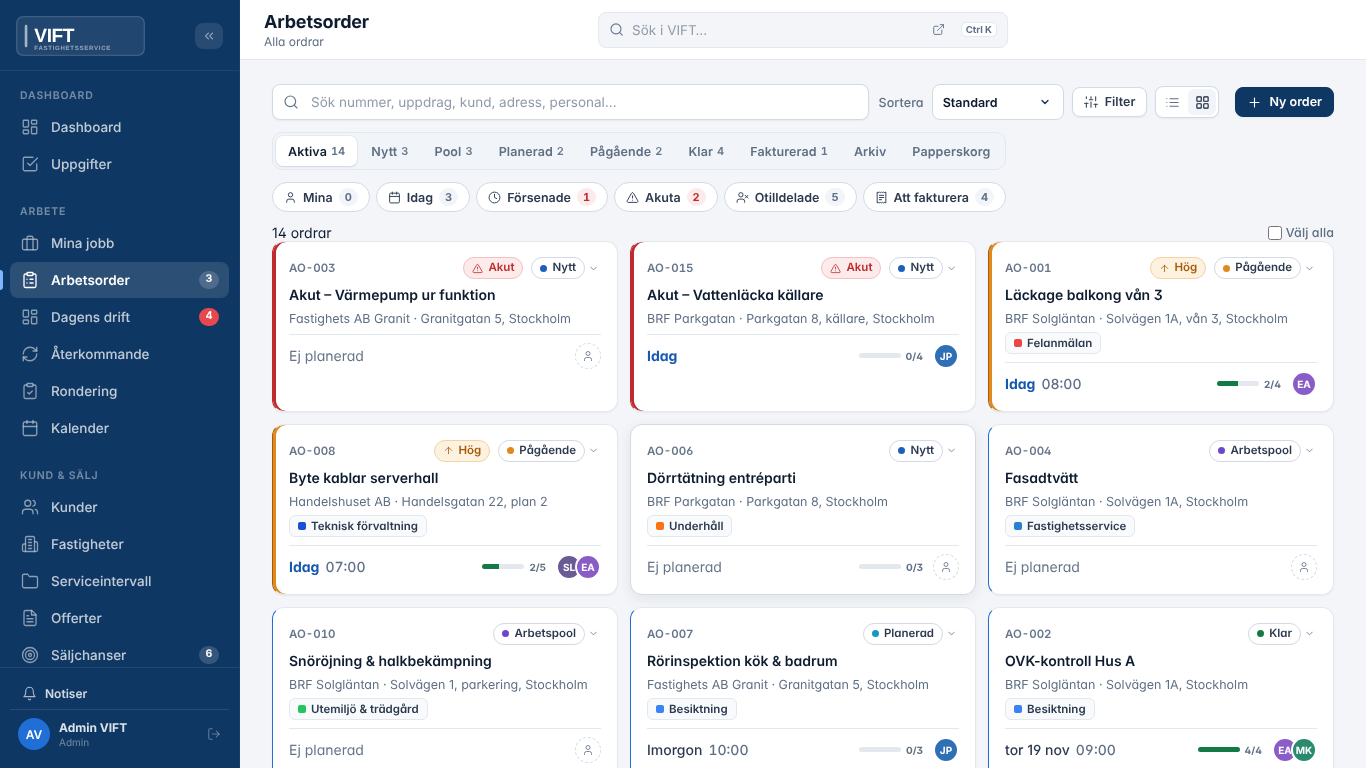 VIFT
FASTIGHETSSERVICE
DASHBOARD
Dashboard
Uppgifter
ARBETE
Mina jobb
Arbetsorder 3
Dagens drift 4
Återkommande
Rondering
Kalender
KUND & SÄLJ
Kunder
Fastigheter
Serviceintervall
Offerter
Säljchanser 6
Notiser
AV
Admin VIFT
Admin
Arbetsorder
Alla ordrar
Sök i VIFT...
Ctrl K
Sök nummer, uppdrag, kund, adress, personal...
Sortera
Standard
Filter
Ny order
Aktiva 14
Nytt 3
Pool 3
Planerad 2
Pågående 2
Klar 4
Fakturerad 1
Arkiv
Papperskorg
Mina 0
Idag 3
Försenade 1
Akuta 2
Otilldelade 5
Att fakturera 4
14 ordrar
Välj alla
AO-003 Akut Nytt
Akut – Värmepump ur funktion
Fastighets AB Granit · Granitgatan 5, Stockholm
Ej planerad
AO-015 Akut Nytt
Akut – Vattenläcka källare
BRF Parkgatan · Parkgatan 8, källare, Stockholm
Idag 0/4 JP
AO-001 Hög Pågående
Läckage balkong vån 3
BRF Solgläntan · Solvägen 1A, vån 3, Stockholm
Felanmälan
Idag 08:00 2/4 EA
AO-008 Hög Pågående
Byte kablar serverhall
Handelshuset AB · Handelsgatan 22, plan 2
Teknisk förvaltning
Idag 07:00 2/5 SL EA
AO-006 Nytt
Dörrtätning entréparti
BRF Parkgatan · Parkgatan 8, Stockholm
Underhåll
Ej planerad 0/3
AO-004 Arbetspool
Fasadtvätt
BRF Solgläntan · Solvägen 1A, Stockholm
Fastighetsservice
Ej planerad
AO-010 Arbetspool
Snöröjning & halkbekämpning
BRF Solgläntan · Solvägen 1, parkering, Stockholm
Utemiljö & trädgård
Ej planerad
AO-007 Planerad
Rörinspektion kök & badrum
Fastighets AB Granit · Granitgatan 5, Stockholm
Besiktning
Imorgon 10:00 0/3 JP
AO-002 Klar
OVK-kontroll Hus A
BRF Solgläntan · Solvägen 1A, Stockholm
Besiktning
tor 19 nov 09:00 4/4 EA MK